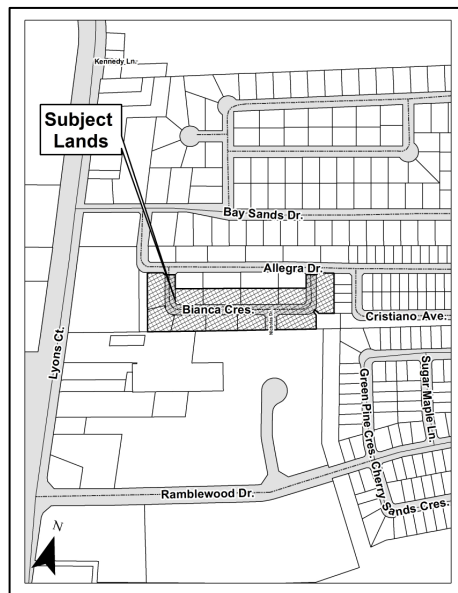 Kennedy Ln.
Subject
Lands
Bay Sands Dr.
Allegra Dr.
Bianca Cres.
Cristiano Ave.
Lyons Ct.
Green Pine Cres.
Sugar Maple Ln.
Cherry Sands Cres.
Ramblewood Dr.
N